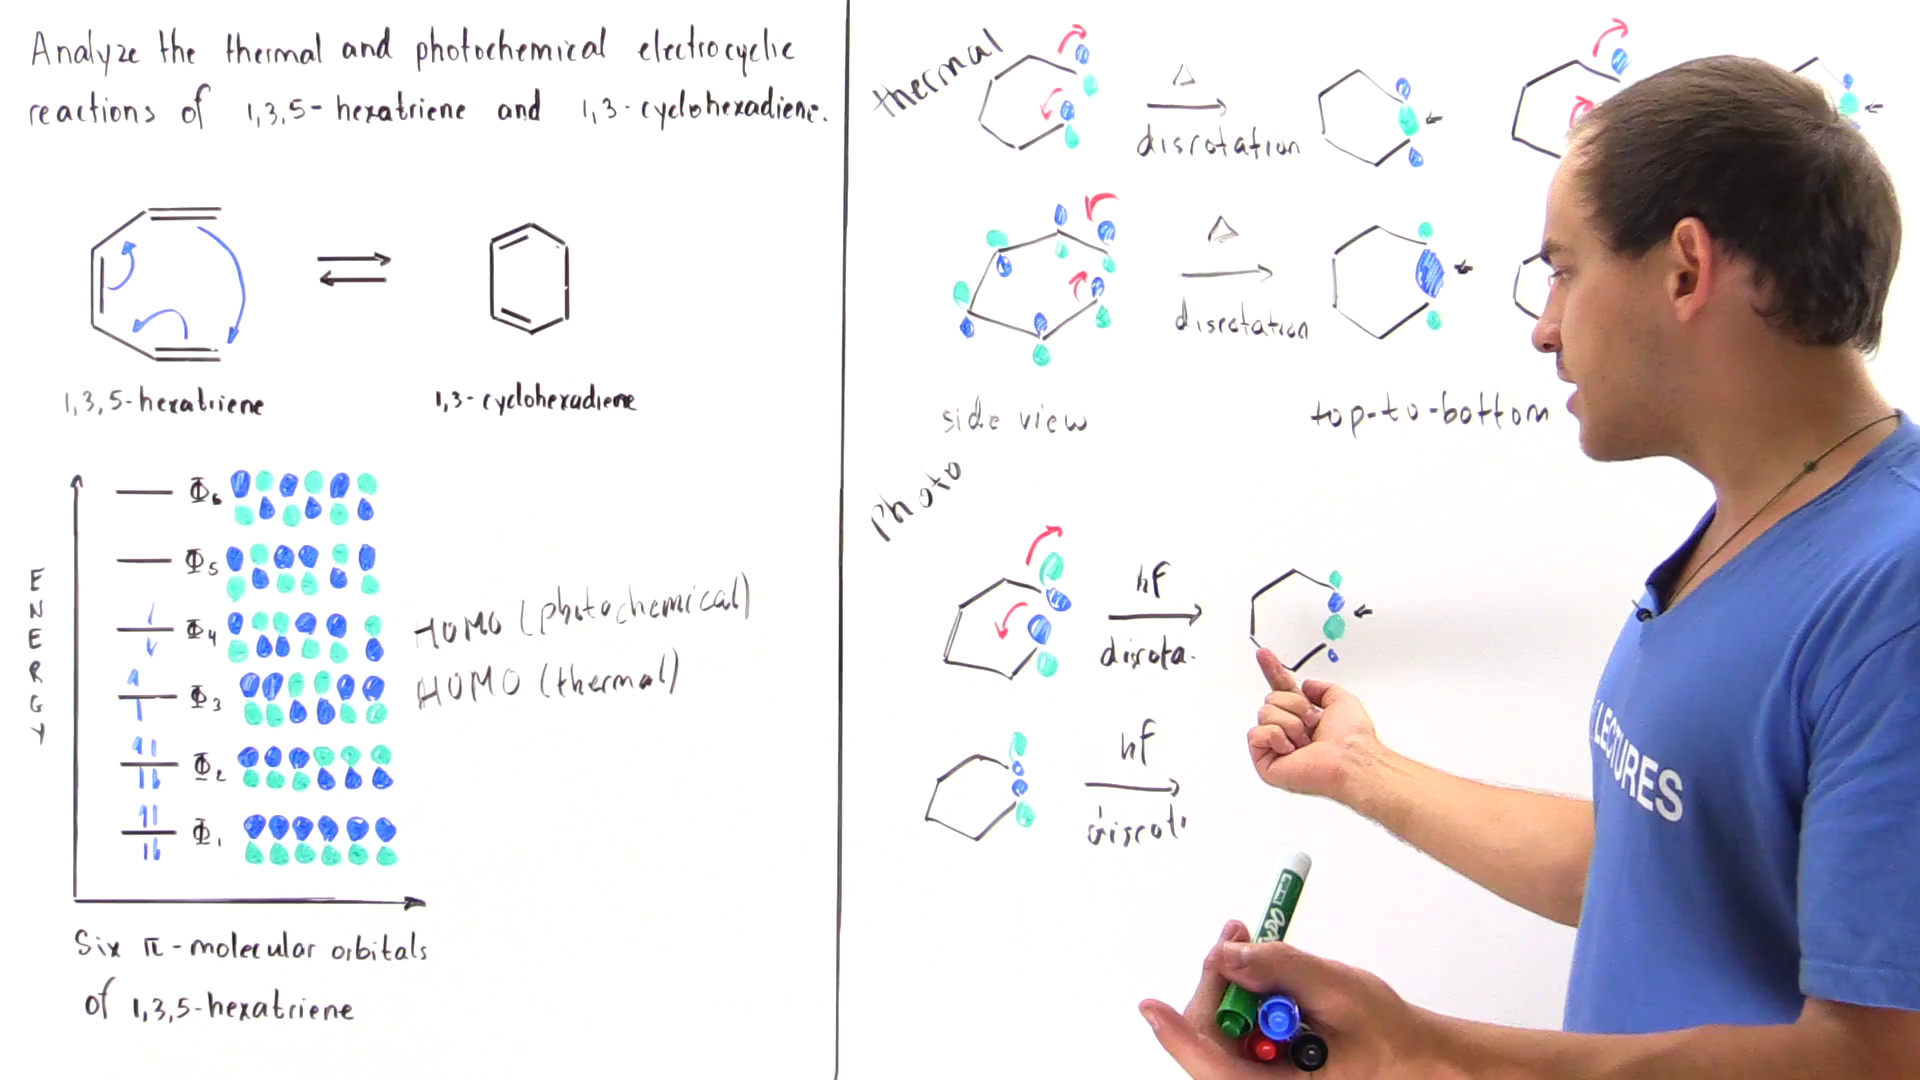 Analyze the thermal and photochemical electrocyclic
reactions of 1,3,5-hexatriene and 1,3-cyclohexadiene.
1,3,5-hexatriene
1,3-cyclohexadiene
ENERGY
Φ6
Φ5
Φ4
HOMO (photochemical)
Φ3
HOMO (thermal)
Φ2
Φ1
Six π-molecular orbitals
of 1,3,5-hexatriene
thermal
Δ
disrotation
Δ
disrotation
side view
top-to-bottom
Photo
hf
disrota.
hf
LECTURES